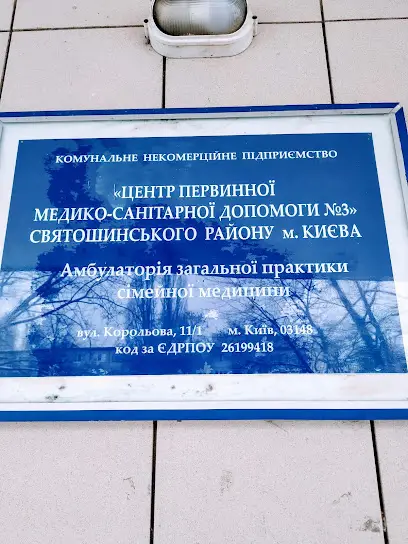 КОМУНАЛЬНЕ НЕКОМЕРЦІЙНЕ ПІДПРИЄМСТВО
«ЦЕНТР ПЕРВИННОЇ
МЕДИКО-САНІТАРНОЇ ДОПОМОГИ №3»
СВЯТОШИНСЬКОГО РАЙОНУ м. КИЄВА
Амбулаторія загальної практики
сімейної медицини
вул. Корольова, 11/1 м. Київ, 03148
код за ЄДРПОУ 26199418